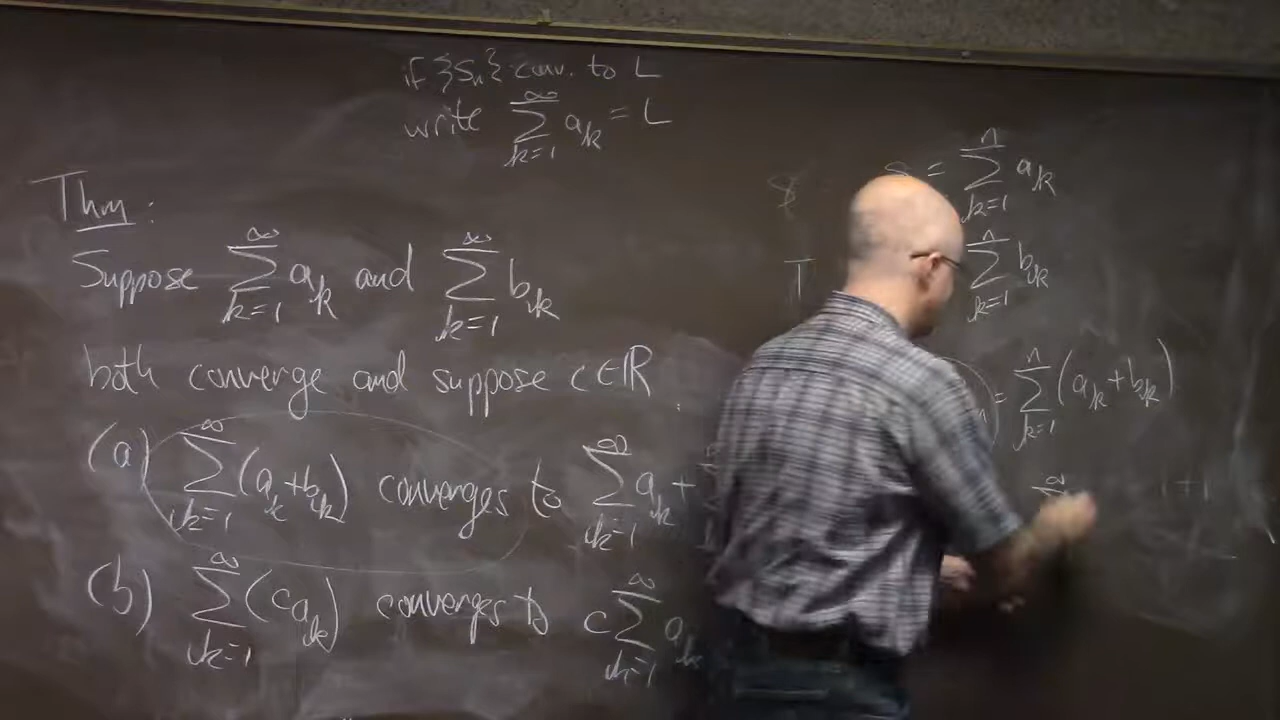 if {Sₙ} conv. to L
write ∑_{k=1}^{∞} a_k = L
Thm:
Suppose ∑_{k=1}^{∞} a_k and ∑_{k=1}^{∞} b_k
both converge and suppose c∈ℝ.
(a) ∑_{k=1}^{∞} (a_k+b_k) converges to ∑_{k=1}^{∞} a_k +
(b) ∑_{k=1}^{∞} (ca_k) converges to c∑_{k=1}^{∞} a_k
= ∑_{k=1}^{n} a_k
T ∑_{k=1}^{n} b_k
= ∑_{k=1}^{n} (a_k+b_k)